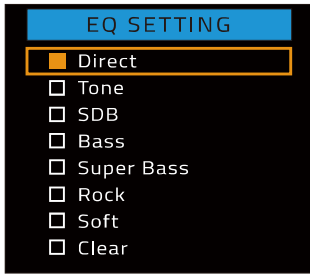 EQ SETTING
Direct
Tone
SDB
Bass
Super Bass
Rock
Soft
Clear